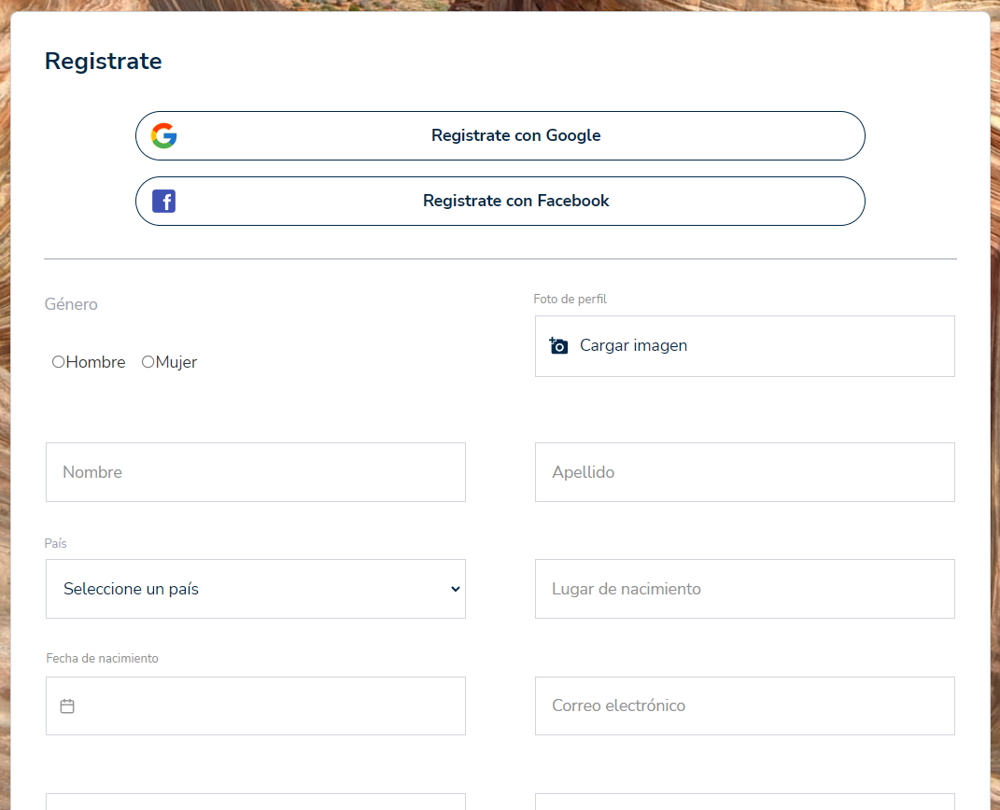 Registrate
Registrate con Google
Registrate con Facebook
Género
Foto de perfil
Cargar imagen
Hombre Mujer
Nombre
Apellido
País
Seleccione un país
Lugar de nacimiento
Fecha de nacimiento
Correo electrónico